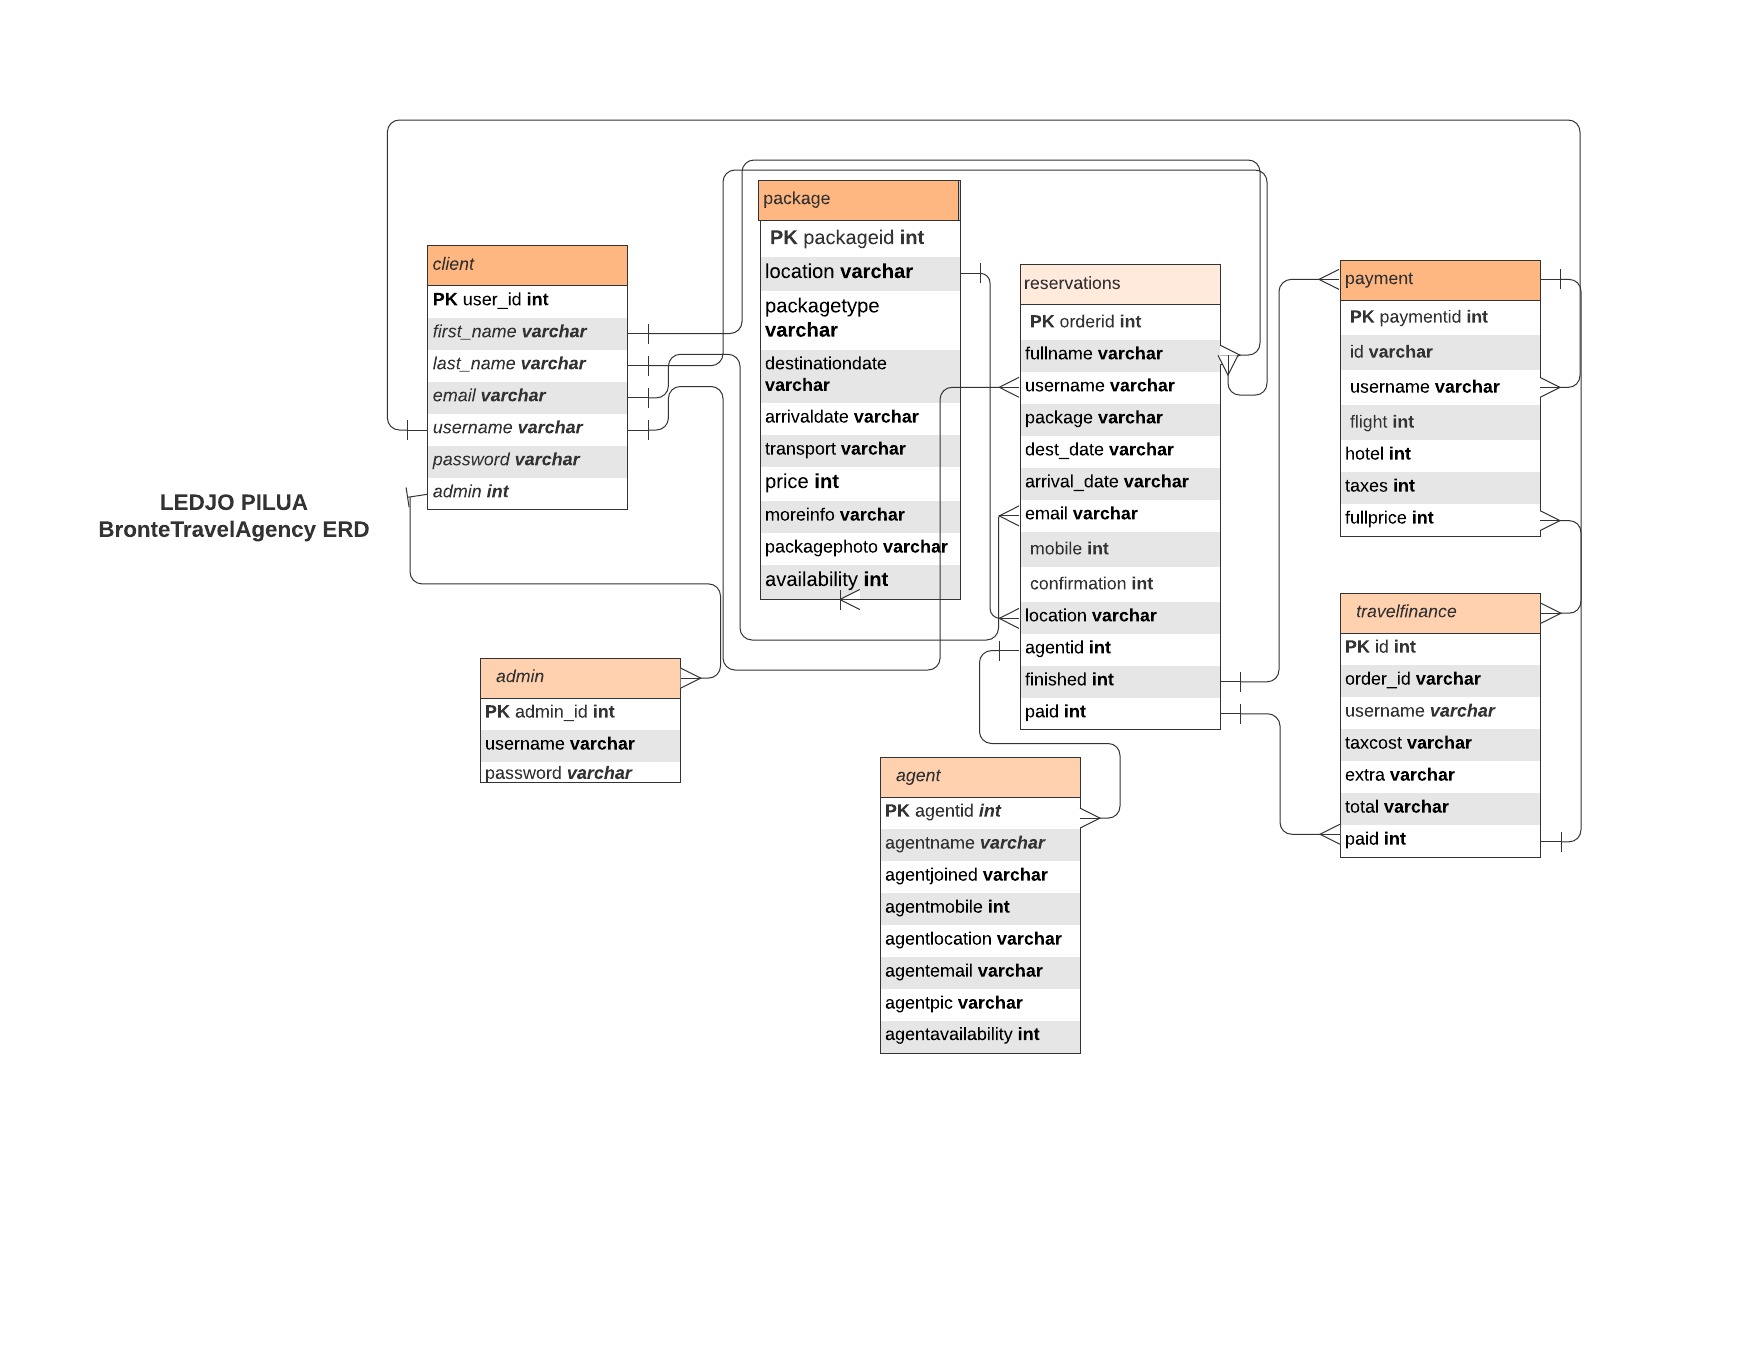 LEDJO PILUA
BronteTravelAgency ERD
client
PK user_id int
first_name varchar
last_name varchar
email varchar
username varchar
password varchar
admin int
package
PK packageid int
location varchar
packagetype
varchar
destinationdate
varchar
arrivaldate varchar
transport varchar
price int
moreinfo varchar
packagephoto varchar
availability int
reservations
PK orderid int
fullname varchar
username varchar
package varchar
dest_date varchar
arrival_date varchar
email varchar
mobile int
confirmation int
location varchar
agentid int
finished int
paid int
payment
PK paymentid int
id varchar
username varchar
flight int
hotel int
taxes int
fullprice int
travelfinance
PK id int
order_id varchar
username varchar
taxcost varchar
extra varchar
total varchar
paid int
admin
PK admin_id int
username varchar
password varchar
agent
PK agentid int
agentname varchar
agentjoined varchar
agentmobile int
agentlocation varchar
agentemail varchar
agentpic varchar
agentavailability int